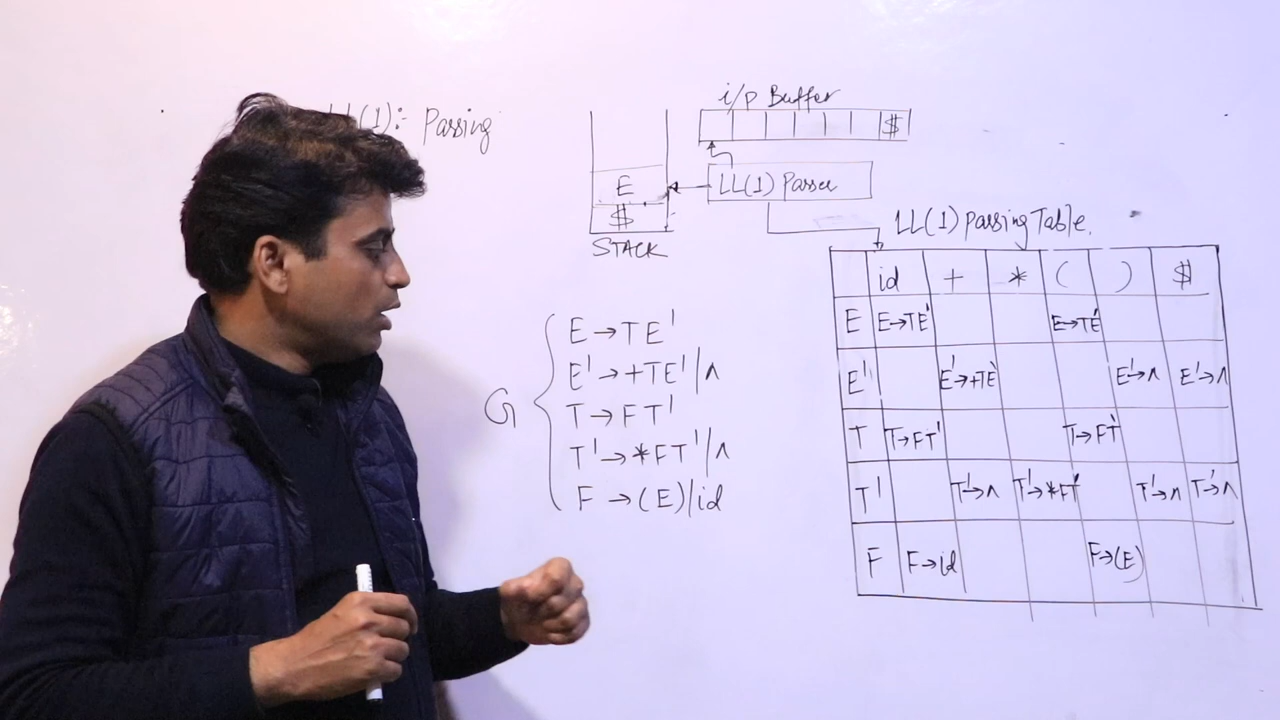 LL(1):- Parsing
i/p Buffer
$
E
$
STACK
LL(1) Parser
G
E→TE'
E'→+TE'/∧
T→FT'
T'→*FT'/∧
F→(E)/id
LL(1) Parsing Table.
id + * ( ) $
E E→TE' E→TE'
E' E'→+TE' E'→∧ E'→∧
T T→FT' T→FT'
T' T'→∧ T'→*FT' T'→∧ T'→∧
F F→id F→(E)